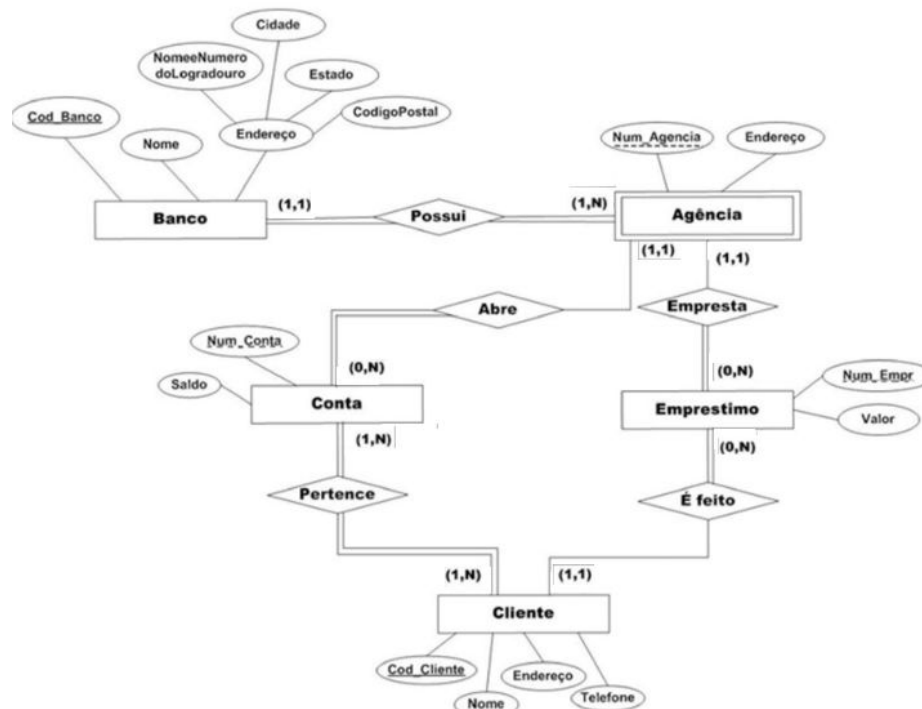 Cidade
NomeeNumero
doLogradouro
Estado
Cod_Banco
CodigoPostal
Nome
Endereço
Num_Agencia
Endereço
(1,1)
(1,N)
Banco
Possui
Agência
(1,1)
(1,1)
Abre
Empresta
Num_Conta
Saldo
(0,N)
(0,N)
Num_Empr
Conta
Emprestimo
Valor
(1,N)
(0,N)
Pertence
É feito
(1,N)
(1,1)
Cliente
Cod_Cliente
Endereço
Nome
Telefone